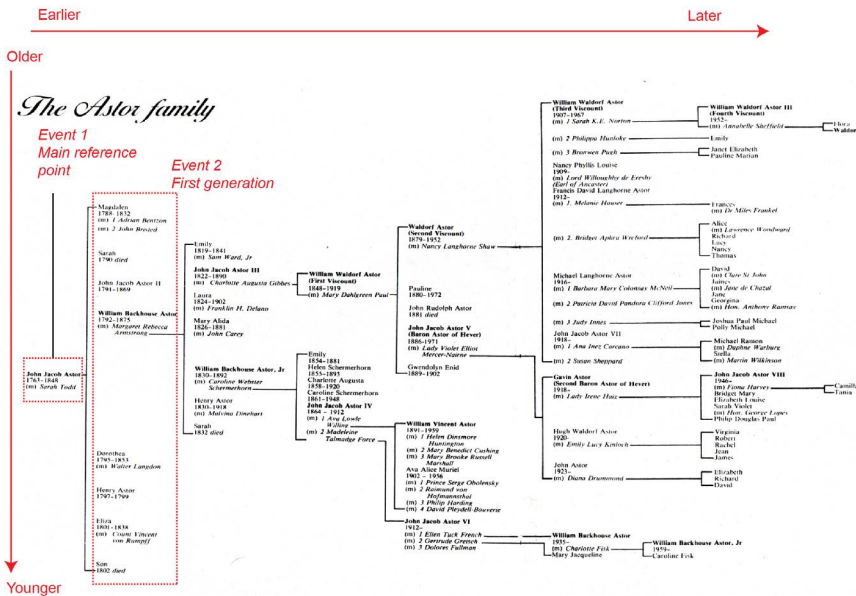 Earlier
Later
Older
The Astor family
Event 1
Main reference
point
Event 2
First generation
John Jacob Astor
1763-1848
(m) Sarah Todd
Magdalen
1788-1832
(m) 1 Adrian Bentzon
(m) 2 John Bristed
Sarah
1790 died
John Jacob Astor II
1791-1869
William Backhouse Astor
1792-1875
(m) Margaret Rebecca
Armstrong
Dorothea
1795-1853
(m) Walter Langdon
Henry Astor
1797-1799
Eliza
1801-1838
(m) Count Vincent
von Rumpff
Son
1802 died
Emily
1819-1841
(m) Sam Ward, Jr
John Jacob Astor III
1822-1890
(m) Charlotte Augusta Gibbes
Laura
1824-1902
(m) Franklin H. Delano
Mary Alida
1826-1881
(m) John Carey
William Backhouse Astor, Jr
1830-1892
(m) Caroline Webster
Schermerhorn
Henry Astor
1830-1918
(m) Malvina Dinehart
Sarah
1832 died
William Waldorf Astor
(First Viscount)
1848-1919
(m) Mary Dahlgreen Paul
Emily
1854-1881
Helen Schermerhorn
1855-1893
Charlotte Augusta
1858-1920
Caroline Schermerhorn
1861-1948
John Jacob Astor IV
1864 - 1912
(m) 1 Ava Lowle
Willing
(m) 2 Madeleine
Talmadge Force
Waldorf Astor
(Second Viscount)
1879-1952
(m) Nancy Langhorne Shaw
Pauline
1880-1972
John Rudolph Astor
1881 died
John Jacob Astor V
(Baron Astor of Hever)
1886-1971
(m) Lady Violet Elliot
Mercer-Nairne
Gwendolyn Enid
1889-1902
William Vincent Astor
1891-1959
(m) 1 Helen Dinsmore
Huntington
(m) 2 Mary Benedict Cushing
(m) 3 Mary Brooke Russell
Marshall
Ava Alice Muriel
1902 - 1956
(m) 1 Prince Serge Obolensky
(m) 2 Raimund von
Hofmannsthal
(m) 3 Philip Harding
(m) 4 David Pleydell-Bouverie
John Jacob Astor VI
1912-
(m) 1 Ellen Tuck French
(m) 2 Gertrude Gretsch
(m) 3 Dolores Fullman
William Waldorf Astor
(Third Viscount)
1907-1967
(m) 1 Sarah K.E. Norton
(m) 2 Philippa Hunloke
(m) 3 Bronwen Pugh
Nancy Phyllis Louise
1909-
(m) Lord Willoughby de Eresby
(Earl of Ancaster)
Francis David Langhorne Astor
1912-
(m) 1. Melanie Hauser
(m) 2. Bridget Aphra Wreford
Michael Langhorne Astor
1916-
(m) 1 Barbara Mary Colonsay McNeil
(m) 2 Patricia David Pandora Clifford Jones
(m) 3 Judy Innes
John Jacob Astor VII
1918-
(m) 1 Ana Inez Carcano
(m) 2 Susan Sheppard
Gavin Astor
(Second Baron Astor of Hever)
1918-
(m) Lady Irene Haig
Hugh Waldorf Astor
1920-
(m) Emily Lucy Kinloch
John Astor
1923-
(m) Diana Drummond
William Backhouse Astor
1935-
(m) Charlotte Fisk
Mary Jacqueline
William Backhouse Astor, Jr
1959-
Caroline Fisk
William Waldorf Astor III
(Fourth Viscount)
1952-
(m) Annabelle Sheffield
Flora
Waldor
Emily
Janet Elizabeth
Pauline Marian
Frances
(m) Dr Miles Frankel
Alice
(m) Lawrence Woodward
Richard
Lucy
Nancy
Thomas
David
(m) Clare St John
James
(m) Jane de Chazal
Jane
Georgina
(m) Hon. Anthony Ramsay
Joshua Paul Michael
Polly Michael
Michael Ramon
(m) Daphne Warburg
Stella
(m) Martin Wilkinson
John Jacob Astor VIII
1946-
(m) Fiona Harvey
Bridget Mary
Elizabeth Louise
Sarah Violet
(m) Hon. George Lopes
Philip Douglas Paul
Camill
Tania
Virginia
Robert
Rachel
Jean
James
Elizabeth
Richard
David
Younger